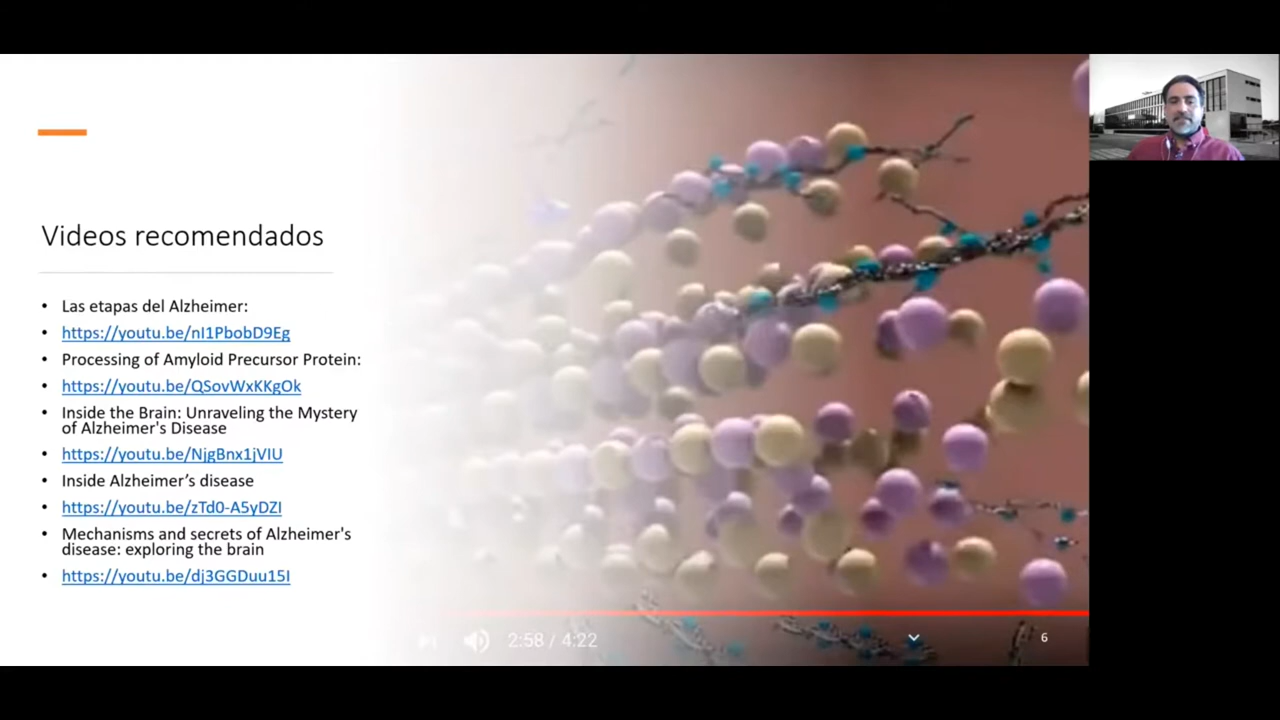 Videos recomendados
• Las etapas del Alzheimer:
• https://youtu.be/nI1PbobD9Eg
• Processing of Amyloid Precursor Protein:
• https://youtu.be/QSovWxKKgOk
• Inside the Brain: Unraveling the Mystery
of Alzheimer's Disease
• https://youtu.be/NjgBnx1jVIU
• Inside Alzheimer’s disease
• https://youtu.be/zTd0-A5yDZI
• Mechanisms and secrets of Alzheimer's
disease: exploring the brain
• https://youtu.be/dj3GGDuu15I
2:58 / 4:22
6